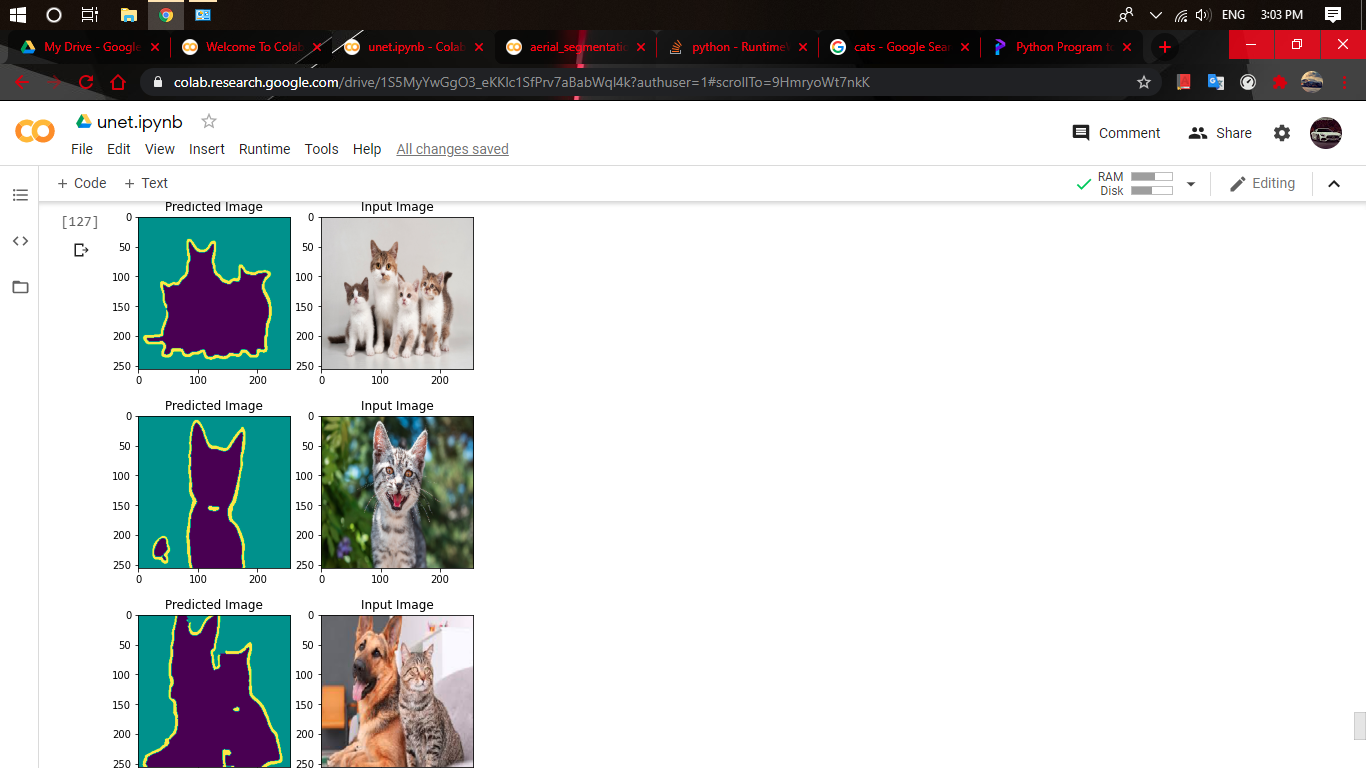 ENG 3:03 PM
My Drive - Google
Welcome To Colab
unet.ipynb - Colab
aerial_segmentatic
python - Runtime
cats - Google Sear
Python Program to
colab.research.google.com/drive/1S5MyYwGgO3_eKKlc1SfPrv7aBabWqI4k?authuser=1#scrollTo=9HmryoWt7nkK
unet.ipynb
Comment Share
File Edit View Insert Runtime Tools Help All changes saved
+ Code + Text
RAM
Disk
Editing
[127]
Predicted Image Input Image
0 0
50 50
100 100
150 150
200 200
250 250
0 100 200 0 100 200
Predicted Image Input Image
0 0
50 50
100 100
150 150
200 200
250 250
0 100 200 0 100 200
Predicted Image Input Image
0 0
50 50
100 100
150 150
200 200
250 250